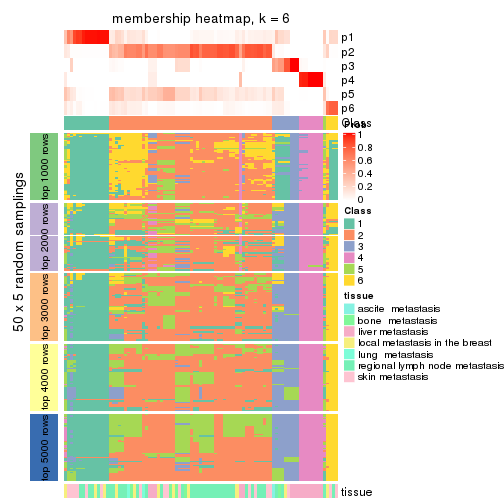 membership heatmap, k = 6
p1
p2
p3
p4
p5
p6
Class
Prob
1
0.8
0.6
0.4
0.2
0
Class
1
2
3
4
5
6
tissue
ascite metastasis
bone metastasis
liver metastasis
local metastasis in the breast
lung metastasis
regional lymph node metastasis
skin metastasis
50 x 5 random samplings
top 1000 rows
top 2000 rows
top 3000 rows
top 4000 rows
top 5000 rows
tissue